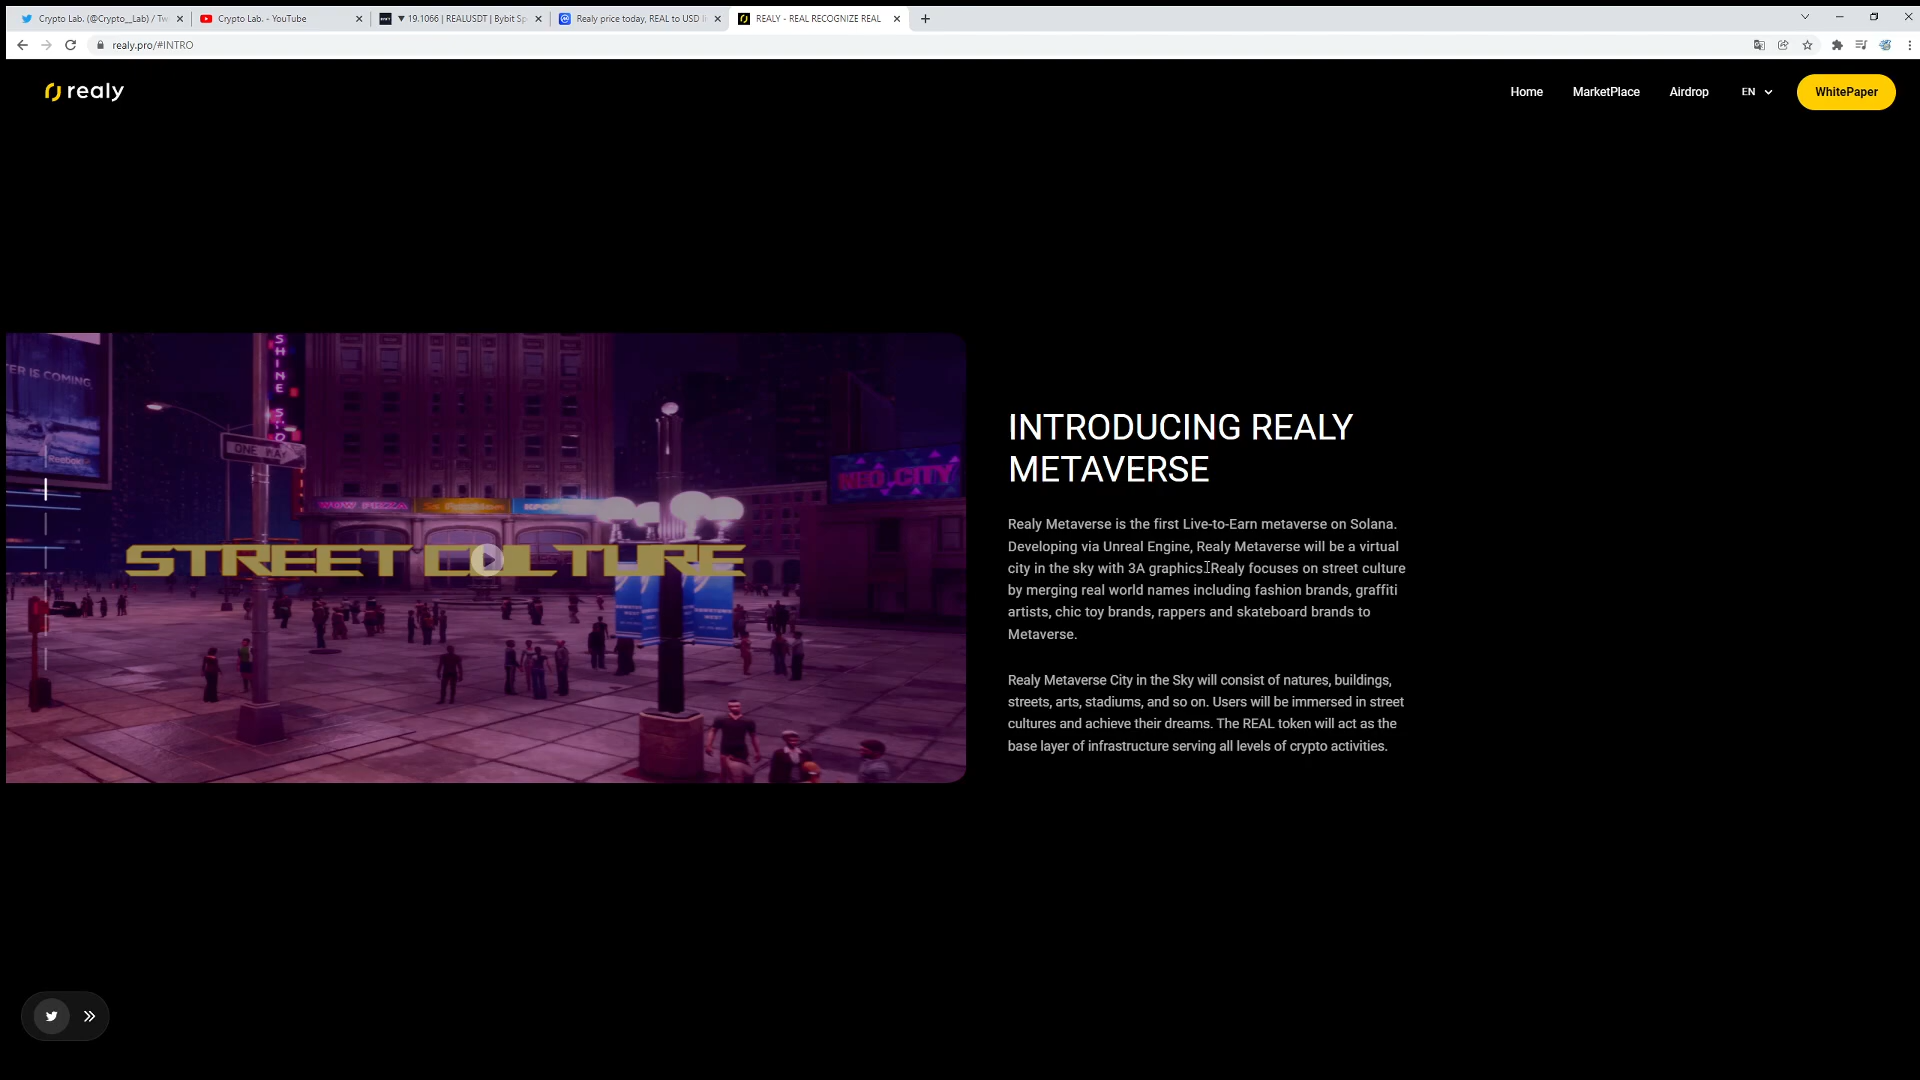 Crypto Lab. (@Crypto__Lab) / Tw
Crypto Lab. - YouTube
▼ 19.1066 | REALUSDT | Bybit Sp
Realy price today, REAL to USD li
REALY - REAL RECOGNIZE REAL
realy.pro/#INTRO
realy
Home
MarketPlace
Airdrop
EN
WhitePaper
ER IS COMING
Reebok
SHINE
ONE WAY
NEO CITY
STREET CULTURE
INTRODUCING REALY
METAVERSE
Realy Metaverse is the first Live-to-Earn metaverse on Solana.
Developing via Unreal Engine, Realy Metaverse will be a virtual
city in the sky with 3A graphics. Realy focuses on street culture
by merging real world names including fashion brands, graffiti
artists, chic toy brands, rappers and skateboard brands to
Metaverse.
Realy Metaverse City in the Sky will consist of natures, buildings,
streets, arts, stadiums, and so on. Users will be immersed in street
cultures and achieve their dreams. The REAL token will act as the
base layer of infrastructure serving all levels of crypto activities.